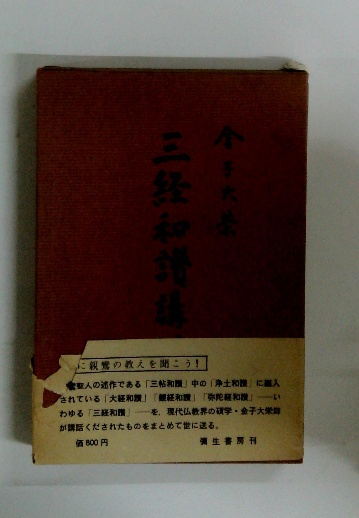 金子大榮
三経和讃講
に親鸞の教えを聞こう！
鸞聖人の述作である「三帖和讃」中の「浄土和讃」に編入
されている「大経和讃」「観経和讃」「弥陀経和讃」――い
わゆる「三経和讃」――を、現代仏教界の碩学・金子大栄師
が講話くだされたものをまとめて世に送る。
価800円 彌生書房刊